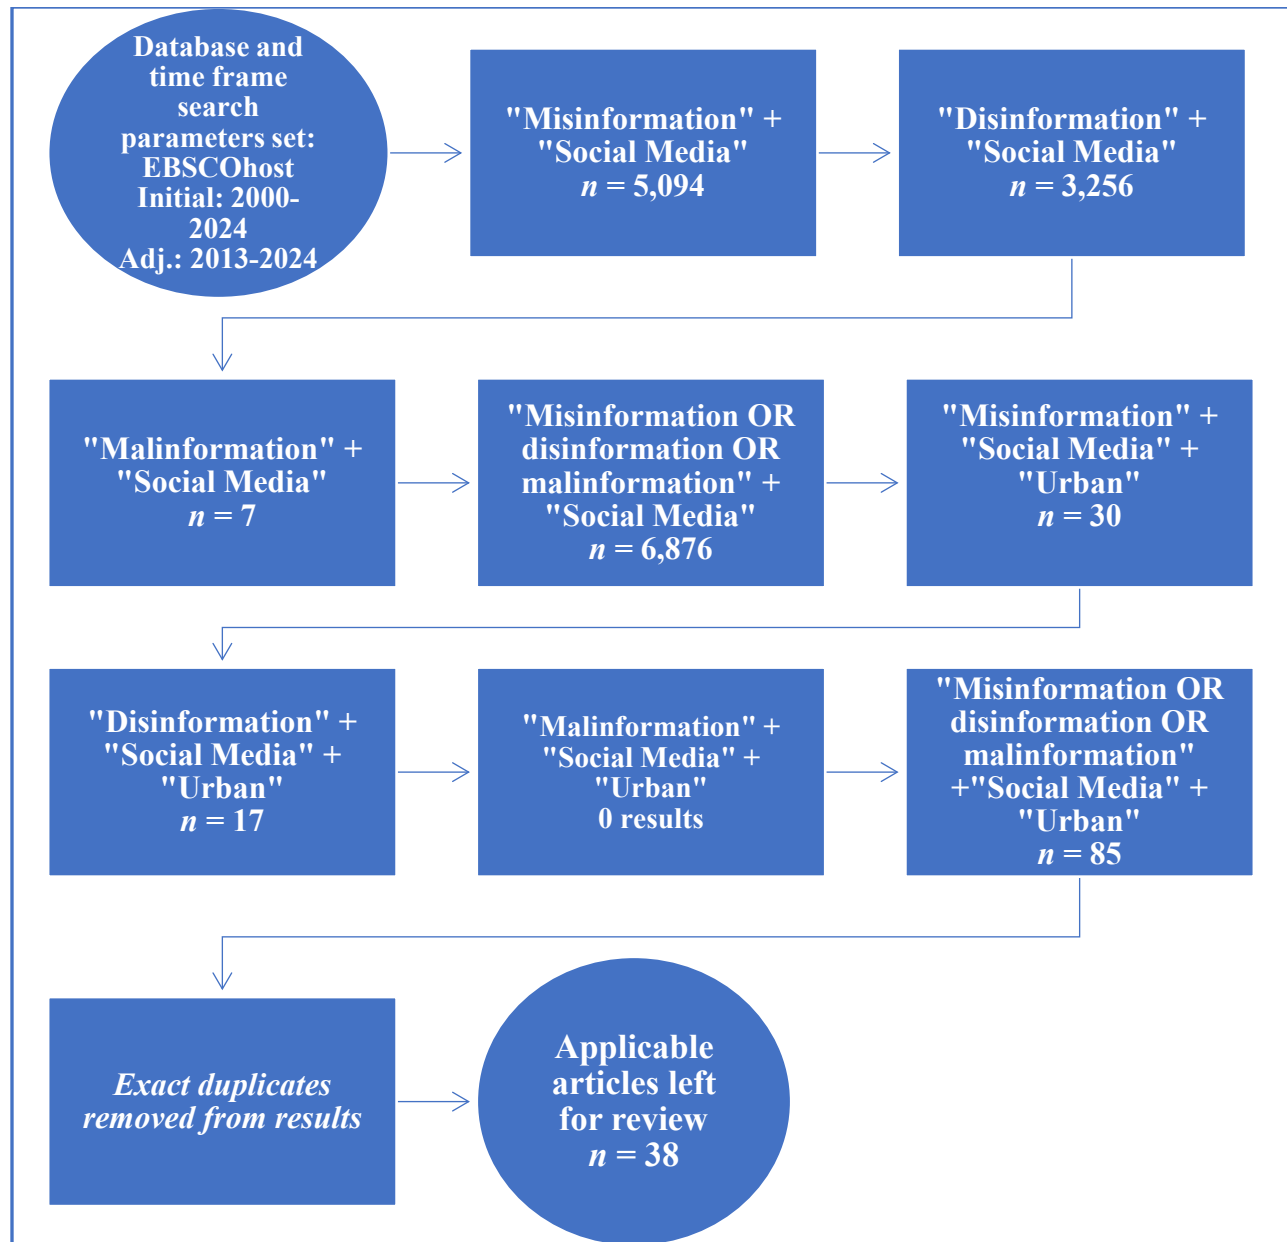 Database and
time frame
search
parameters set:
EBSCOhost
Initial: 2000-
2024
Adj.: 2013-2024
"Misinformation" +
"Social Media"
n = 5,094
"Disinformation" +
"Social Media"
n = 3,256
"Malinformation" +
"Social Media"
n = 7
"Misinformation OR
disinformation OR
malinformation" +
"Social Media"
n = 6,876
"Misinformation" +
"Social Media" +
"Urban"
n = 30
"Disinformation" +
"Social Media" +
"Urban"
n = 17
"Malinformation" +
"Social Media" +
"Urban"
0 results
"Misinformation OR
disinformation OR
malinformation"
+"Social Media" +
"Urban"
n = 85
Exact duplicates
removed from results
Applicable
articles left
for review
n = 38